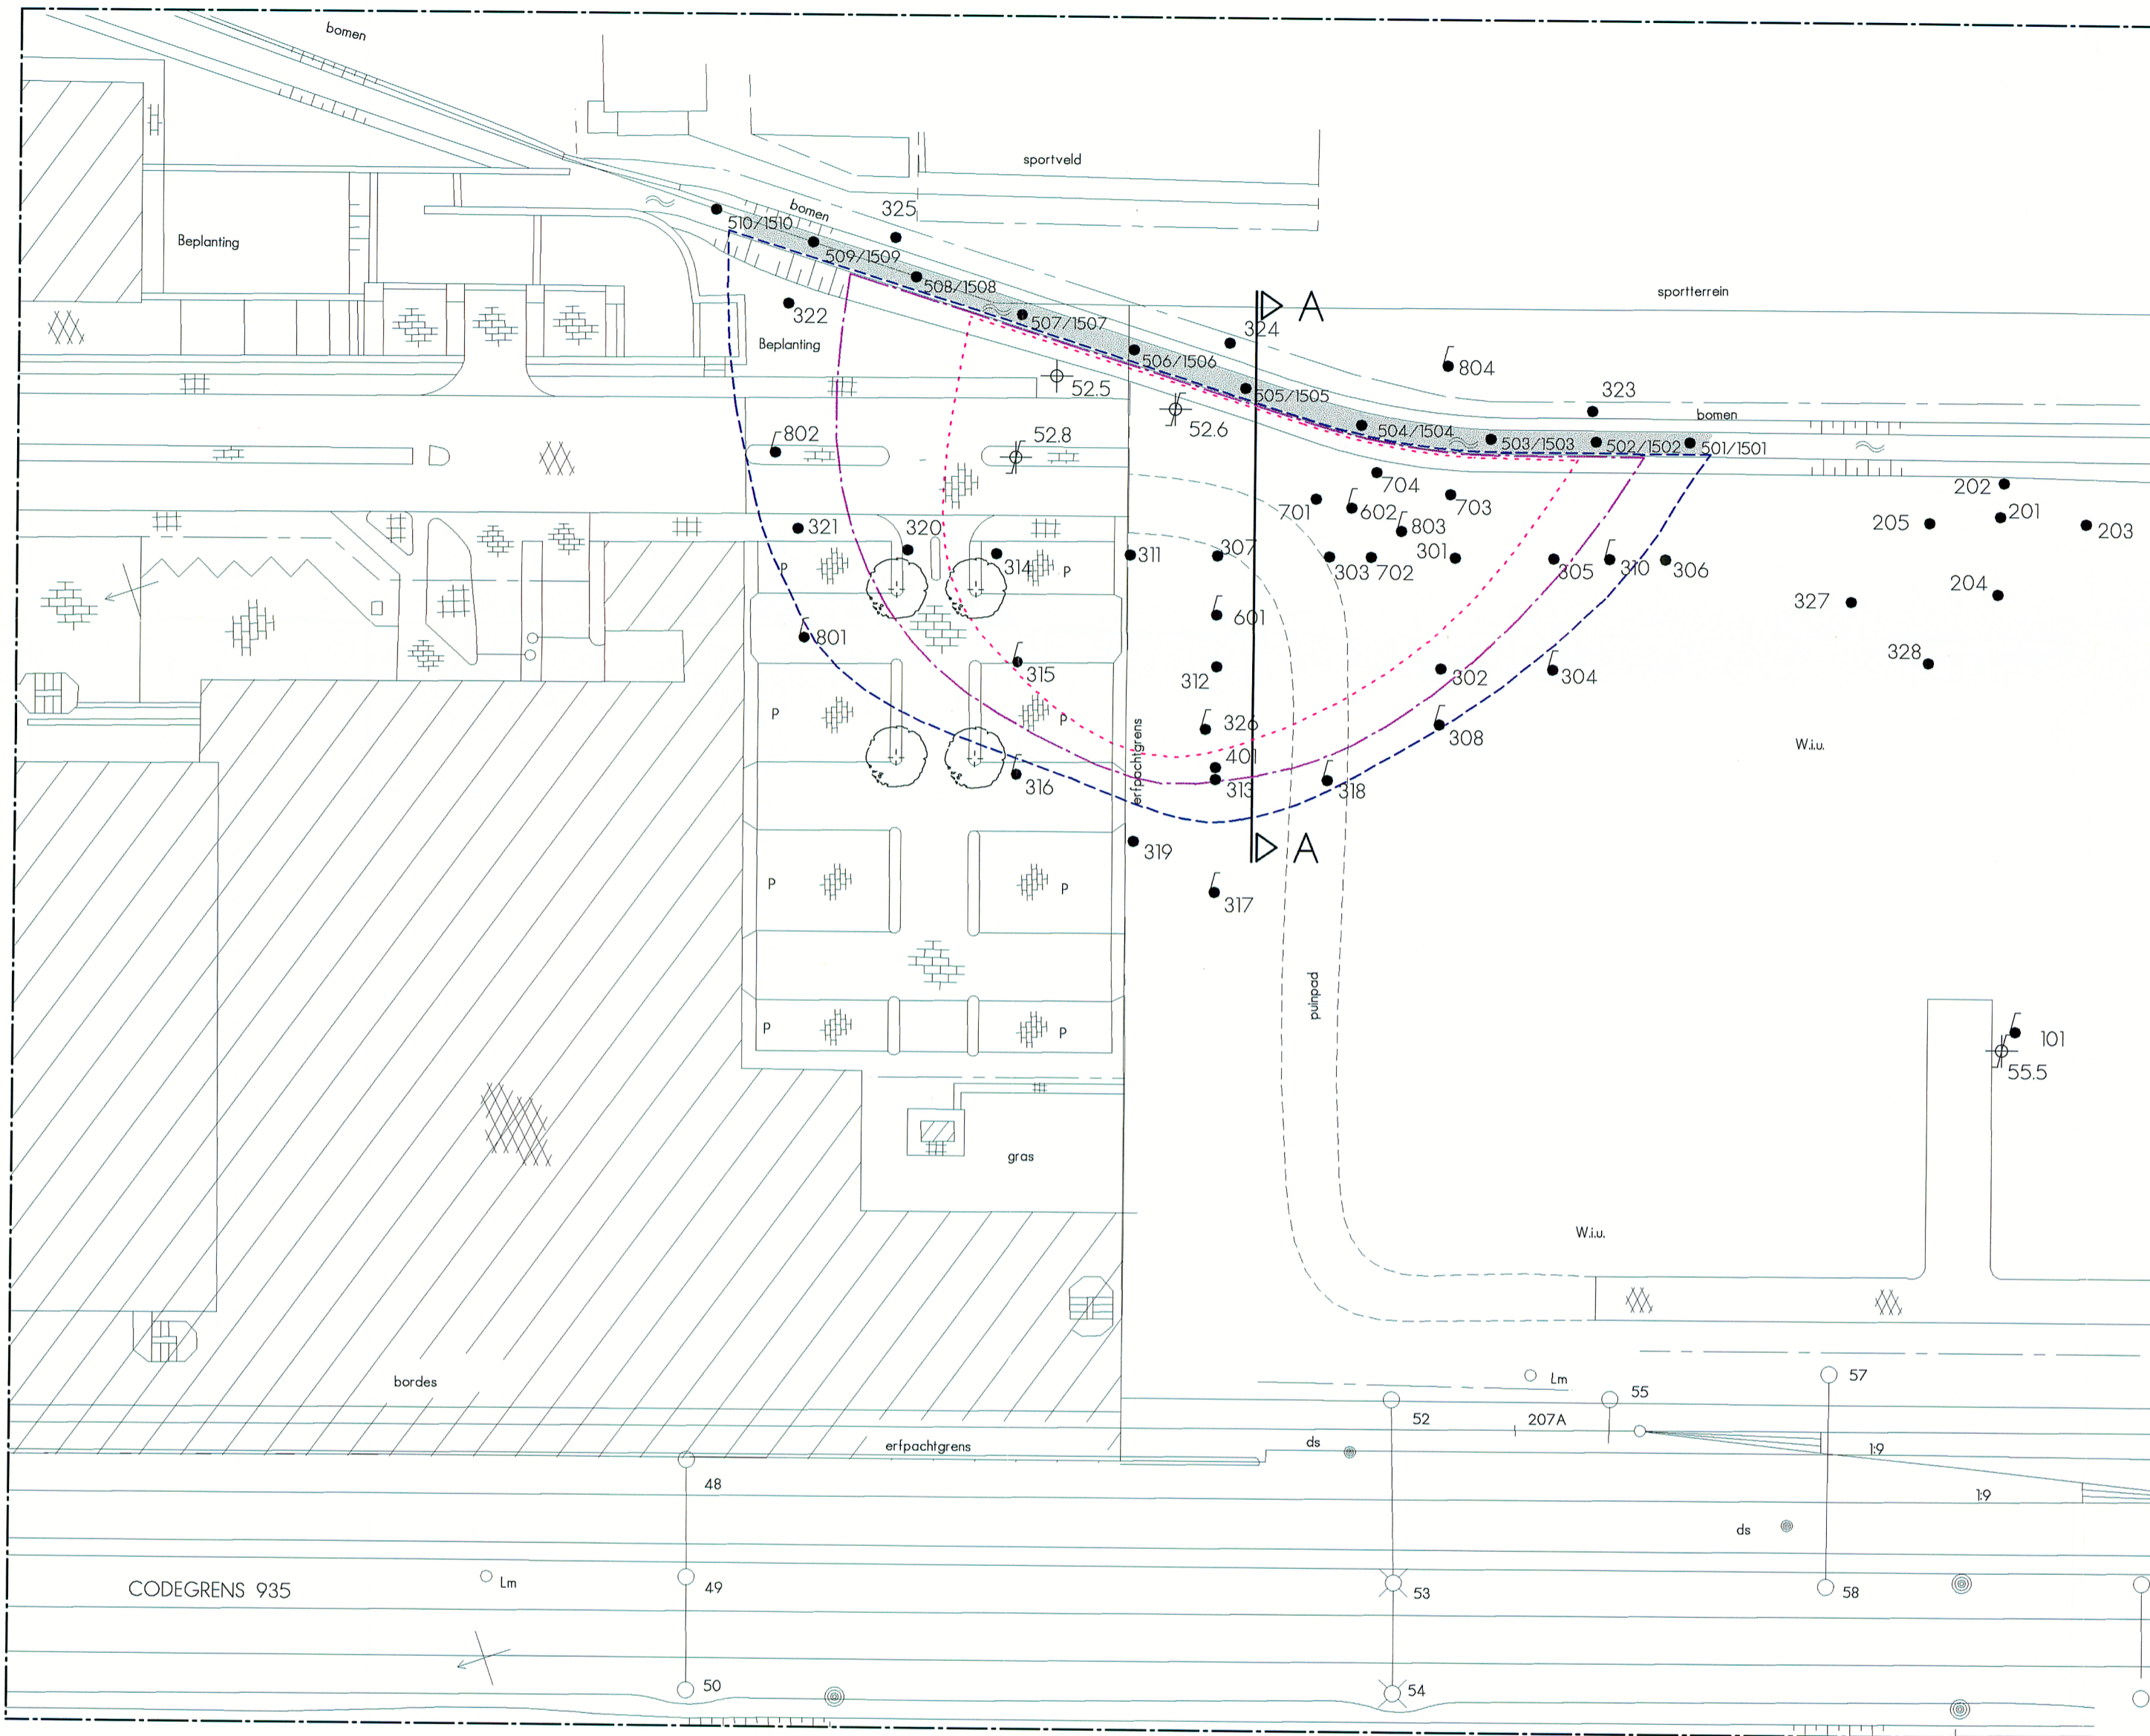 bomen
sportveld
bomen
325
510/1510
Beplanting
509/1509
508/1508
sportterrein
A
322
507/1507
324
Beplanting
506/1506
804
52.5
505/1505
323
bomen
52.6
504/1504
802
52.8
503/1503
502/1502
501/1501
704
202
701
602
703
201
205
203
803
321
320
307
301
311
314
303
702
305
310
306
P
P
204
327
601
801
328
315
312
302
304
P
P
326
erfpachtgrens
308
W.i.u.
401
316
313
318
A
319
P
P
317
puinpad
P
P
101
55.5
gras
W.i.u.
57
Lm
bordes
55
52
207A
erfpachtgrens
ds
1:9
48
1:9
ds
CODEGRENS 935
Lm
49
53
58
50
54